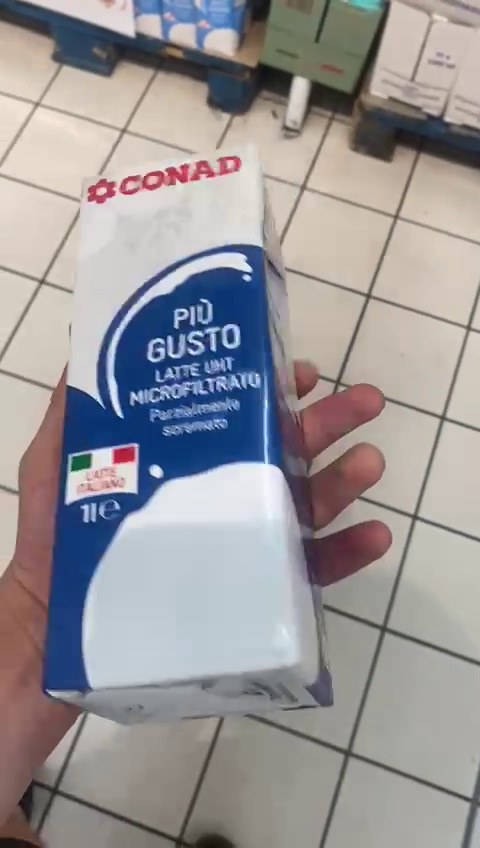 CONAD
PIÙ
GUSTO
LATTE UHT
MICROFILTRATO
Parzialmente
scremato
LATTE
ITALIANO
1l e